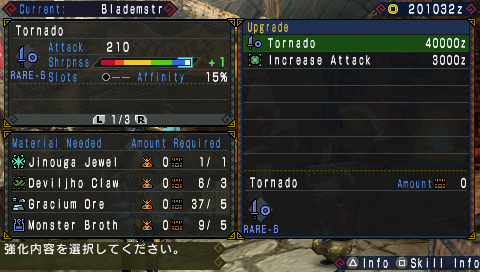 Current: Blademstr
201032z
Tornado
Attack 210
Shrpnss +1
RARE-6 Slots Affinity 15%
L 1/3 R
Material Needed Amount Required
Jinouga Jewel 0 1/ 1
Deviljho Claw 0 6/ 3
Gracium Ore 0 37/ 5
Monster Broth 0 9/ 5
Upgrade
Tornado 40000z
Increase Attack 3000z
Tornado Amount 0
RARE-6
強化内容を選択してください。
Info Skill Info